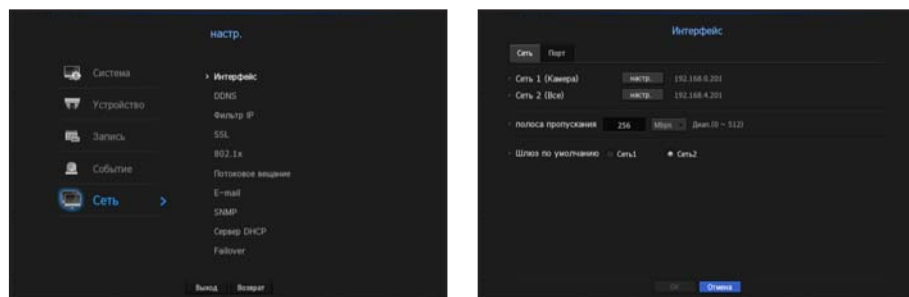 настр.
Система
Устройство
Запись
Событие
Сеть >
> Интерфейс
DDNS
Фильтр IP
SSL
802.1x
Потоковое вещание
E-mail
SNMP
Сервер DHCP
Failover
Выход Возврат
Интерфейс
Сеть Порт
Сеть 1 (Камера) настр. 192.168.0.201
Сеть 2 (Все) настр. 192.168.4.201
полоса пропускания 256 Mbps Диап.(0 ~ 512)
Шлюз по умолчанию Сеть1 Сеть2
OK Отмена